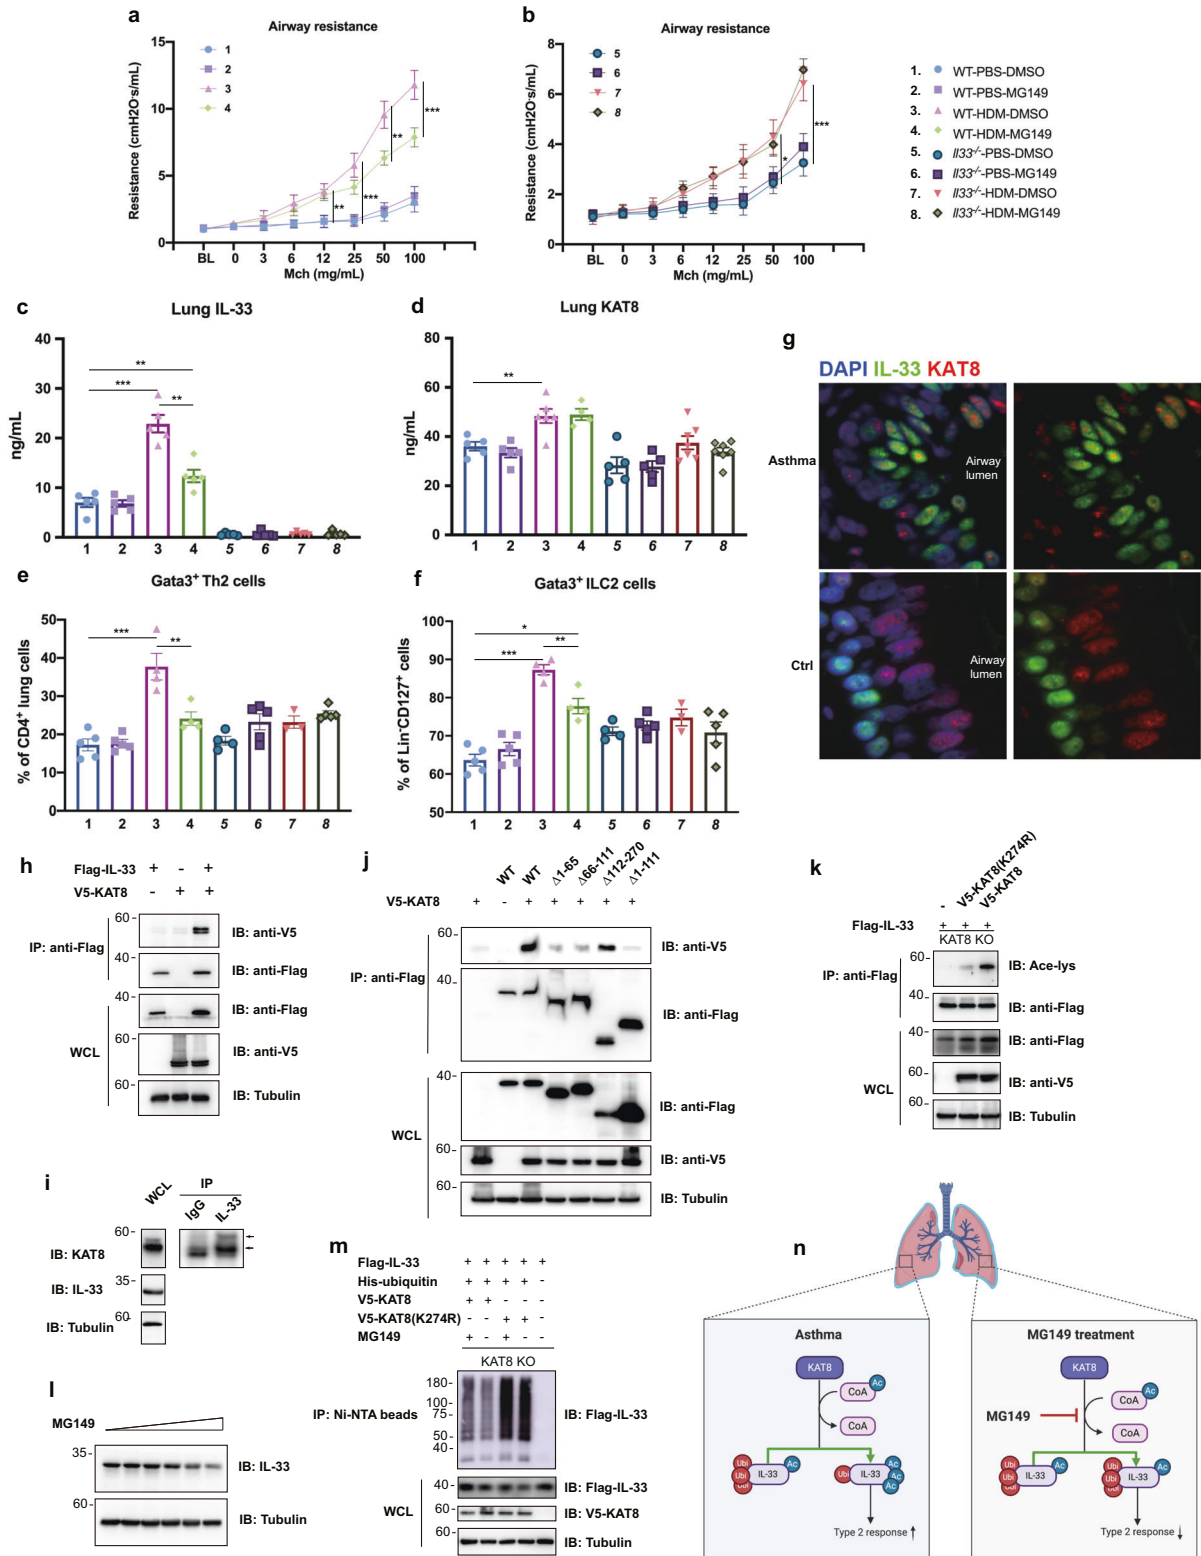 a
Airway resistance
Resistance (cmH2O·s/mL)
15
10
5
0
1
2
3
4
**
***
**
***
BL 0 3 6 12 25 50 100
Mch (mg/mL)
b
Airway resistance
Resistance (cmH2O·s/mL)
8
6
4
2
0
5
6
7
8
*
***
BL 0 3 6 12 25 50 100
Mch (mg/mL)
1. WT-PBS-DMSO
2. WT-PBS-MG149
3. WT-HDM-DMSO
4. WT-HDM-MG149
5. Il33-/--PBS-DMSO
6. Il33-/--PBS-MG149
7. Il33-/--HDM-DMSO
8. Il33-/--HDM-MG149
c
Lung IL-33
ng/mL
40
30
20
10
0
**
***
**
1 2 3 4 5 6 7 8
d
Lung KAT8
ng/mL
80
60
40
20
0
**
1 2 3 4 5 6 7 8
e
Gata3+ Th2 cells
% of CD4+ lung cells
50
40
30
20
10
0
***
**
1 2 3 4 5 6 7 8
f
Gata3+ ILC2 cells
% of Lin-CD127+ cells
100
90
80
70
60
50
*
**
***
1 2 3 4 5 6 7 8
g
DAPI IL-33 KAT8
Asthma
Airway
lumen
Ctrl
Airway
lumen
h
Flag-IL-33 + - +
V5-KAT8 - + +
IP: anti-Flag
60
IB: anti-V5
40
IB: anti-Flag
WCL
40
IB: anti-Flag
60
IB: anti-V5
60
IB: Tubulin
i
WCL
IP
IgG
IL-33
60
IB: KAT8
35
IB: IL-33
60
IB: Tubulin
j
WT WT Δ1-65 Δ66-111 Δ112-270 Δ1-111
V5-KAT8 + - + + + + +
IP: anti-Flag
60
IB: anti-V5
40
IB: anti-Flag
WCL
40
IB: anti-Flag
60
IB: anti-V5
60
IB: Tubulin
k
- V5-KAT8(K274R) V5-KAT8
Flag-IL-33 + + +
KAT8 KO
IP: anti-Flag
60
IB: Ace-lys
40
IB: anti-Flag
WCL
40
IB: anti-Flag
60
IB: anti-V5
60
IB: Tubulin
l
MG149
35
IB: IL-33
60
IB: Tubulin
m
Flag-IL-33 + + + + +
His-ubiquitin + + + + -
V5-KAT8 + + - - -
V5-KAT8(K274R) - - + + -
MG149 + - + - -
KAT8 KO
IP: Ni-NTA beads
180
100
75
50
40
IB: Flag-IL-33
WCL
40
IB: Flag-IL-33
60
IB: V5-KAT8
60
IB: Tubulin
n
Asthma
KAT8
CoA Ac
CoA
Ubi Ubi Ubi IL-33 Ac
Ubi IL-33 Ac Ac Ac
Type 2 response ↑
MG149 treatment
KAT8
CoA Ac
MG149
CoA
Ubi Ubi Ubi IL-33 Ac
Ubi Ubi Ubi IL-33 Ac
Type 2 response ↓